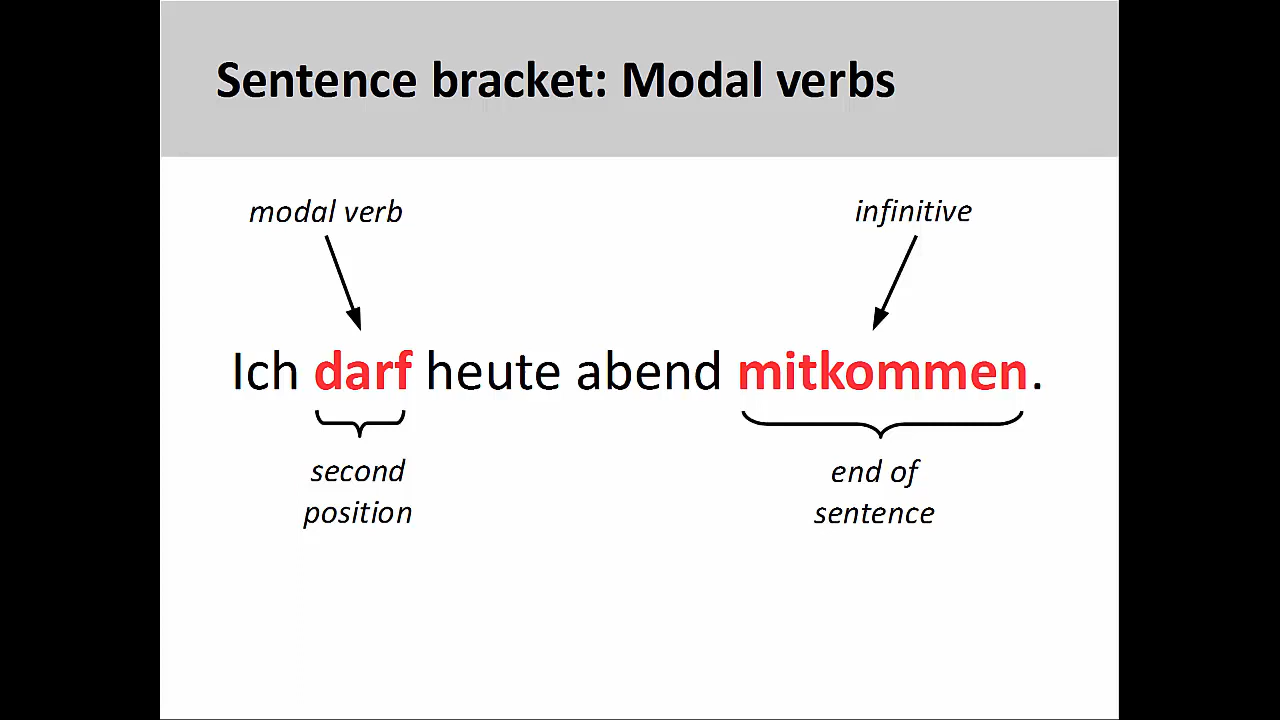 Sentence bracket: Modal verbs
modal verb
infinitive
Ich darf heute abend mitkommen.
second
position
end of
sentence